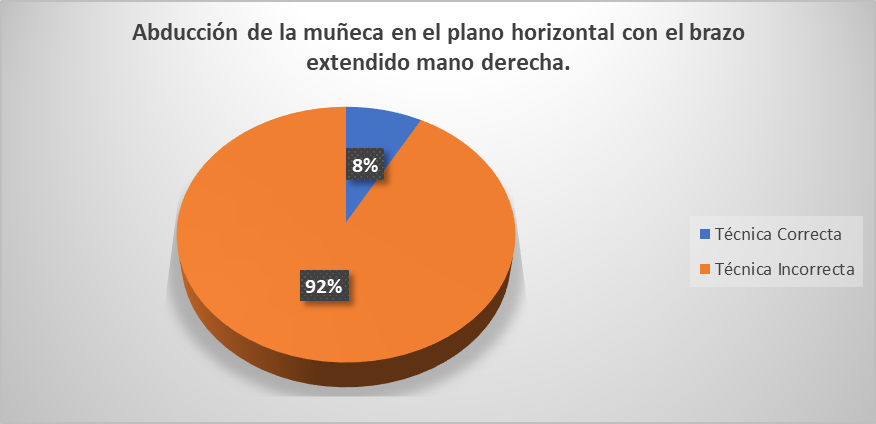 Abducción de la muñeca en el plano horizontal con el brazo
extendido mano derecha.
8%
92%
Técnica Correcta
Técnica Incorrecta